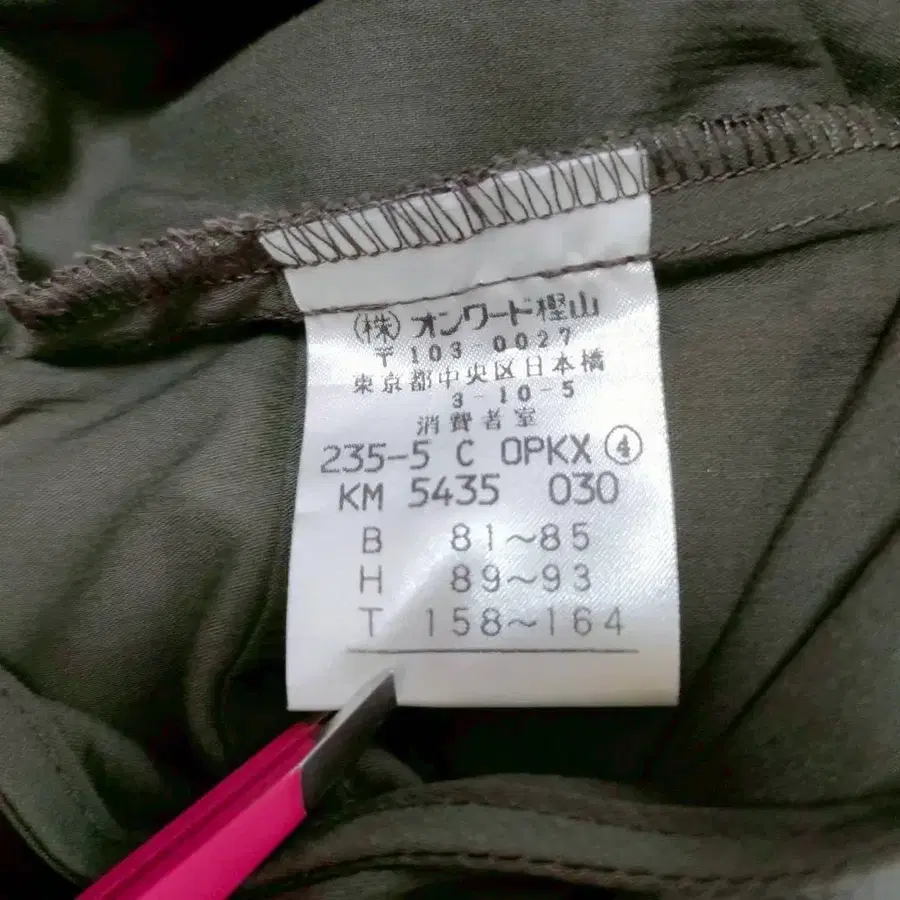 (株)オンワード樫山
〒103 0027
東京都中央区日本橋
3-10-5
消費者室
235-5 C OPKX ④
KM 5435 030
B 81~85
H 89~93
T 158~164